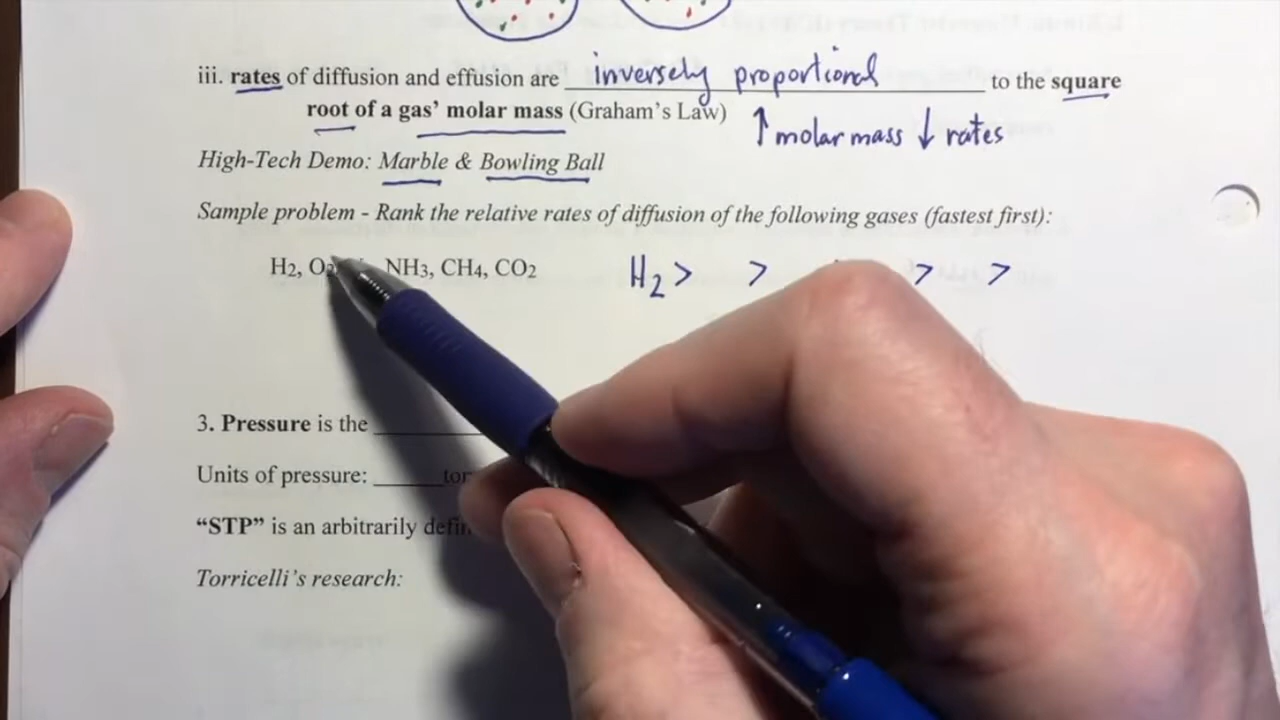 iii. rates of diffusion and effusion are inversely proportional to the square
root of a gas' molar mass (Graham's Law) ↑ molar mass ↓ rates
High-Tech Demo: Marble & Bowling Ball
Sample problem - Rank the relative rates of diffusion of the following gases (fastest first):
H2, NH3, CH4, CO2 H2 > > > >
3. Pressure is the
Units of pressure: ______
"STP" is an arbitrarily
Torricelli's research: